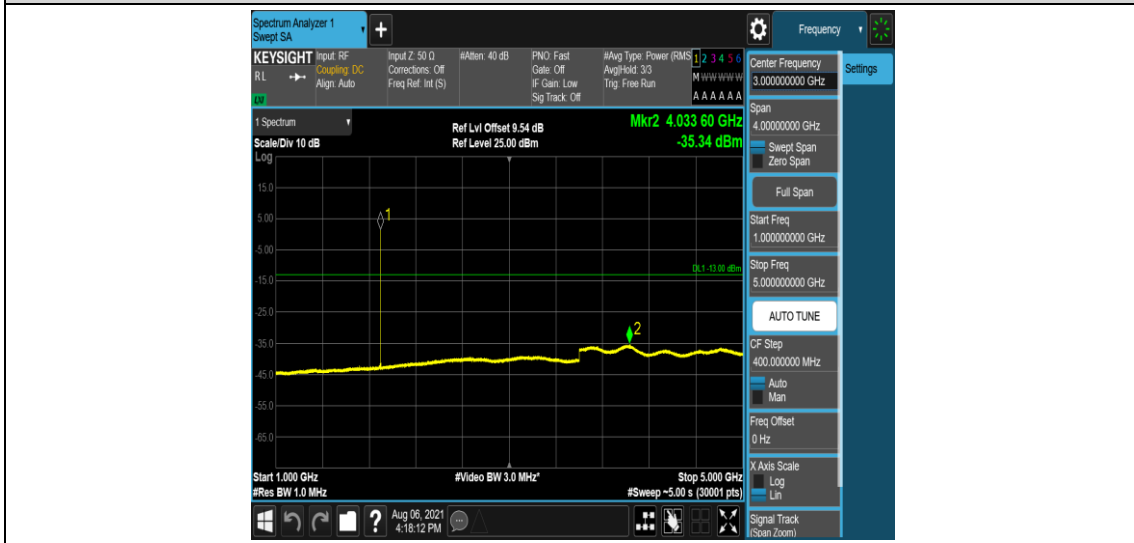 Spectrum Analyzer 1
Swept SA
+
Frequency
KEYSIGHT
RL
LXI
Input: RF
Coupling: DC
Align: Auto
Input Z: 50 Ω
Corrections: Off
Freq Ref: Int (S)
#Atten: 40 dB
PNO: Fast
Gate: Off
IF Gain: Low
Sig Track: Off
#Avg Type: Power (RMS
Avg|Hold: 3/3
Trig: Free Run
1 2 3 4 5 6
M W W W W W
A A A A A A
1 Spectrum
Scale/Div 10 dB
Log
Ref Lvl Offset 9.54 dB
Ref Level 25.00 dBm
Mkr2 4.033 60 GHz
-35.34 dBm
15.0
5.00
-5.00
-15.0
-25.0
-35.0
-45.0
-55.0
-65.0
1
DL1 -13.00 dBm
2
Start 1.000 GHz
#Res BW 1.0 MHz
#Video BW 3.0 MHz*
Stop 5.000 GHz
#Sweep ~5.00 s (30001 pts)
Center Frequency
3.000000000 GHz
Settings
Span
4.00000000 GHz
Swept Span
Zero Span
Full Span
Start Freq
1.000000000 GHz
Stop Freq
5.000000000 GHz
AUTO TUNE
CF Step
400.000000 MHz
Auto
Man
Freq Offset
0 Hz
X Axis Scale
Log
Lin
Signal Track
(Span Zoom)
?
Aug 06, 2021
4:18:12 PM